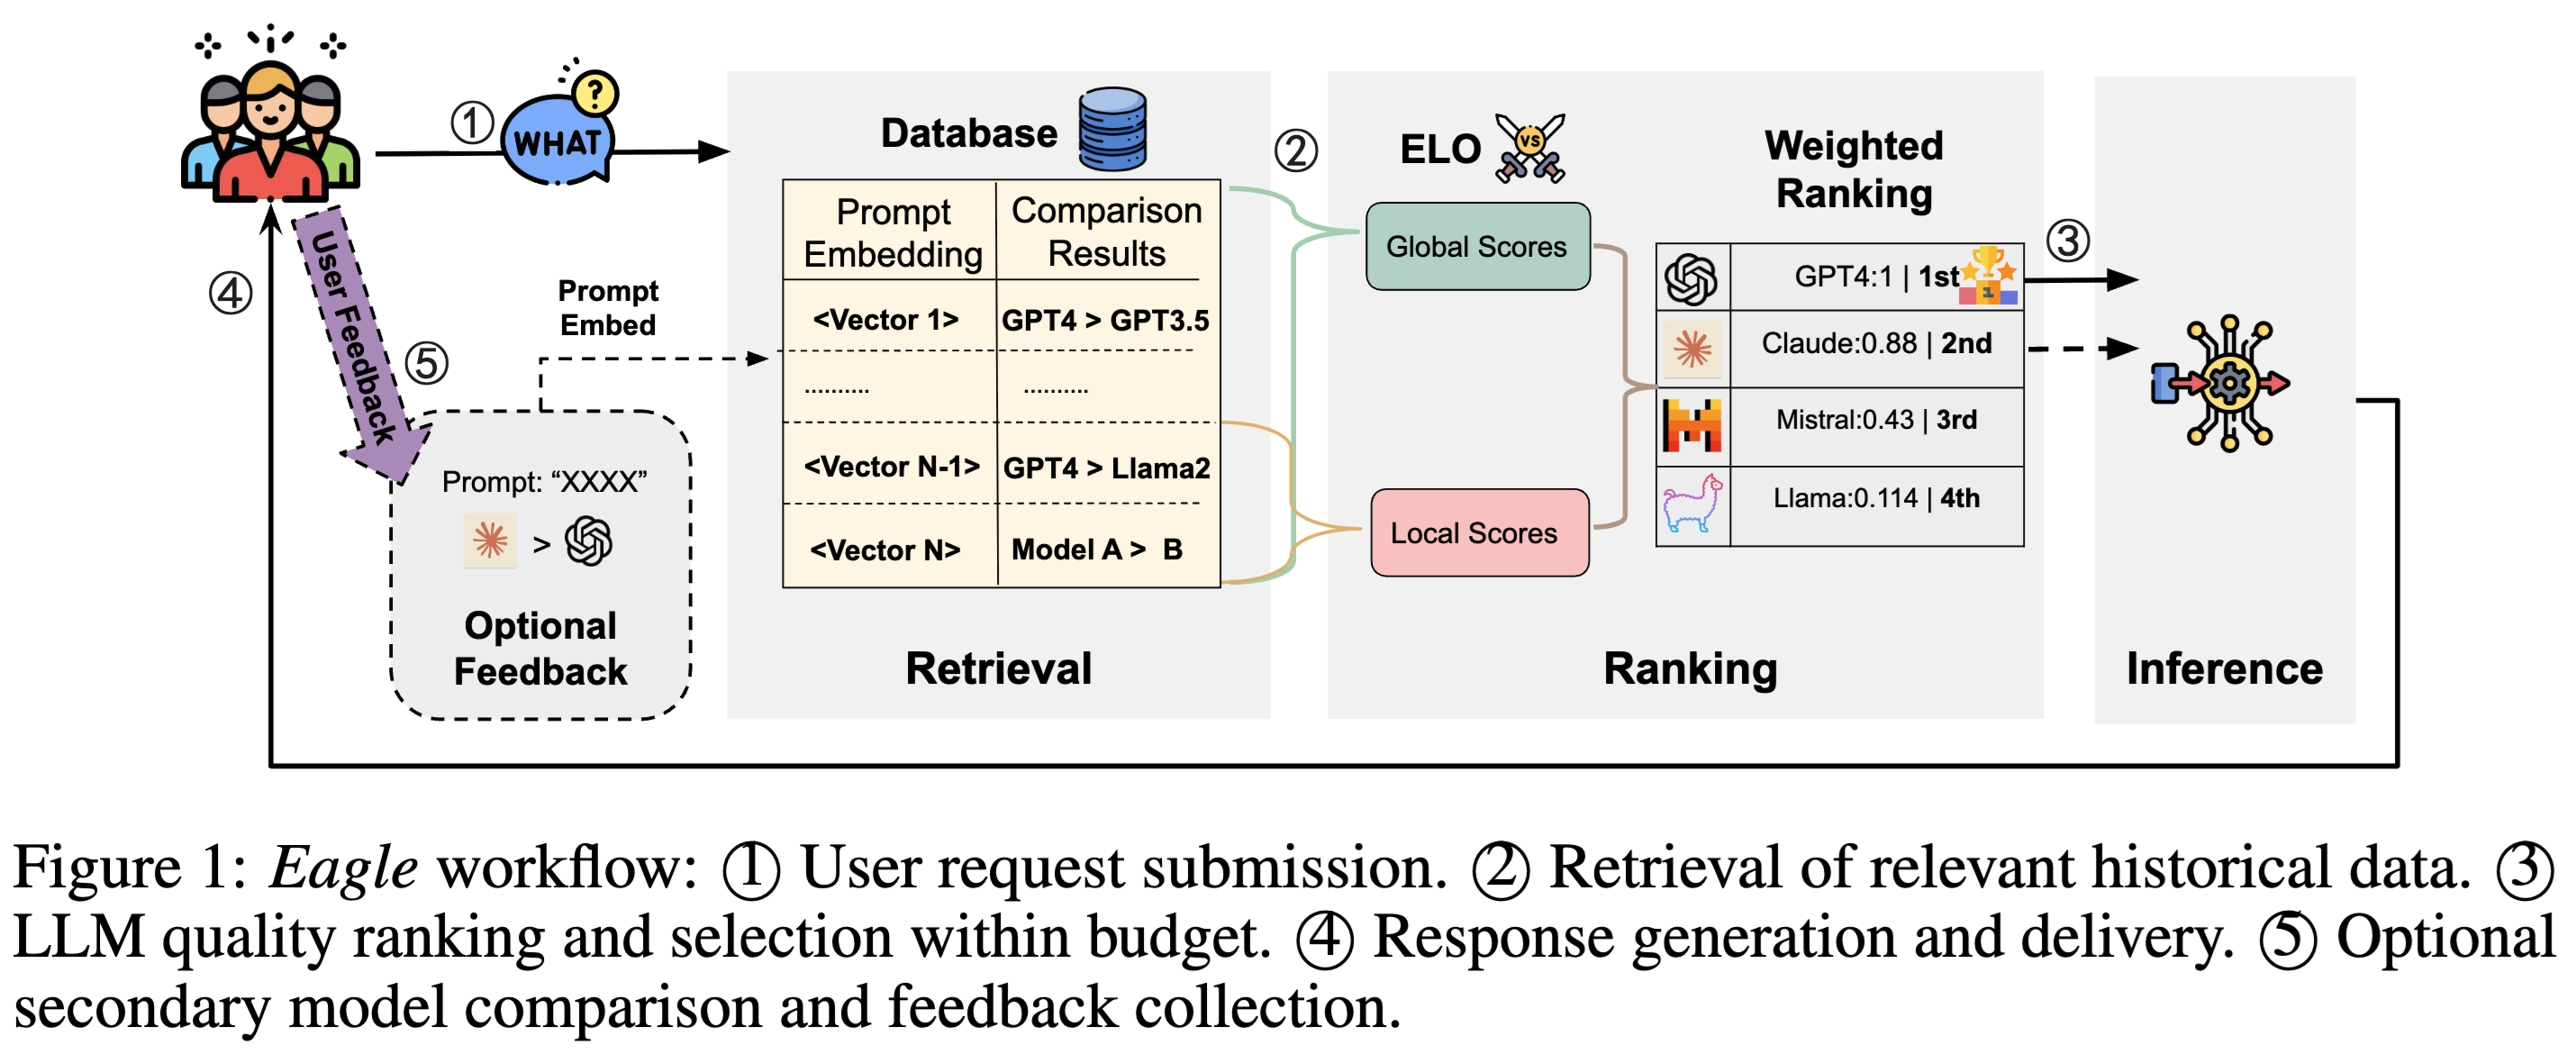 ①
WHAT
?
Database
②
ELO
VS
Weighted
Ranking
Prompt
Embedding
Comparison
Results
Global Scores
③
GPT4:1 | 1st
1
<Vector 1>
GPT4 > GPT3.5
Claude:0.88 | 2nd
..........
..........
Mistral:0.43 | 3rd
<Vector N-1>
GPT4 > Llama2
Llama:0.114 | 4th
<Vector N>
Model A > B
Local Scores
④
User Feedback
⑤
Prompt
Embed
Prompt: “XXXX”
>
Optional
Feedback
Retrieval
Ranking
Inference
Figure 1: Eagle workflow: ① User request submission. ② Retrieval of relevant historical data. ③
LLM quality ranking and selection within budget. ④ Response generation and delivery. ⑤ Optional
secondary model comparison and feedback collection.